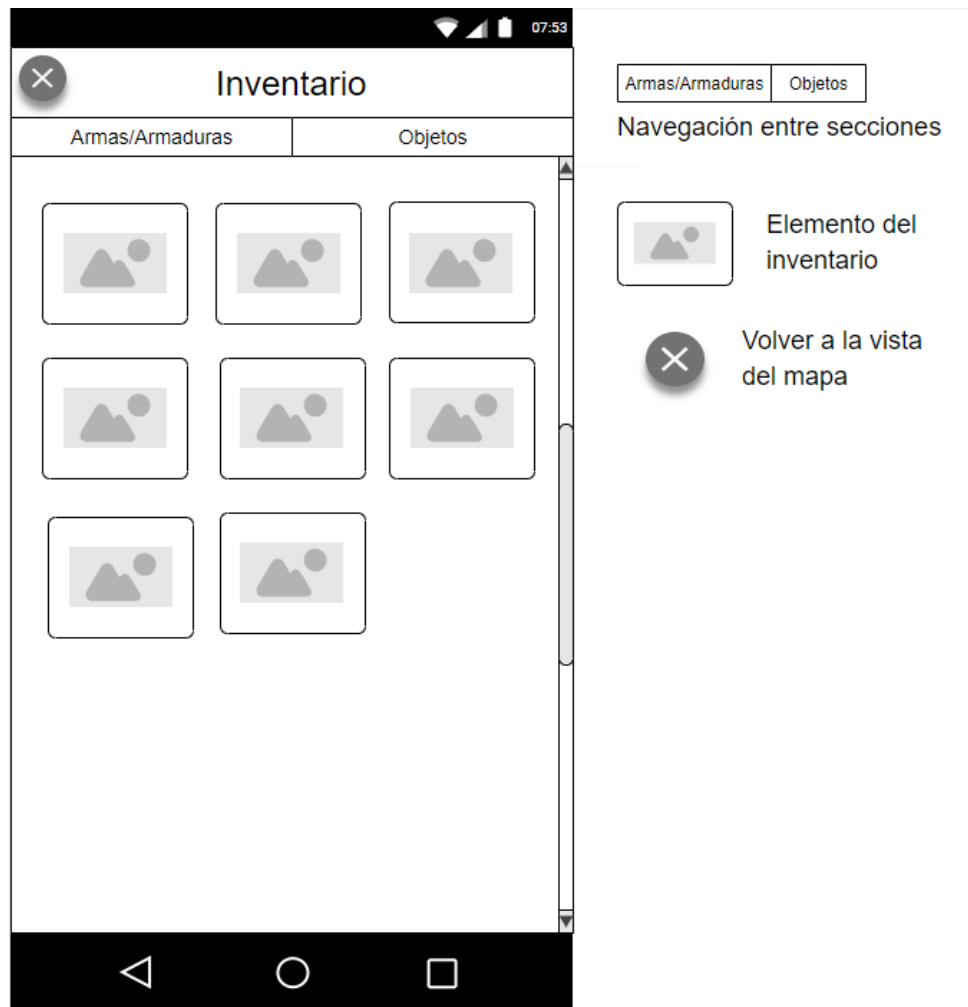 07:53
Inventario
Armas/Armaduras
Objetos
Armas/Armaduras
Objetos
Navegación entre secciones
Elemento del
inventario
Volver a la vista
del mapa